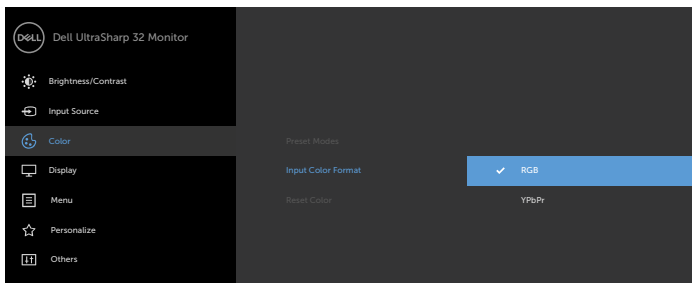 DELL
Dell UltraSharp 32 Monitor
Brightness/Contrast
Input Source
Color
Preset Modes
Display
Input Color Format
RGB
Menu
Reset Color
YPbPr
Personalize
Others